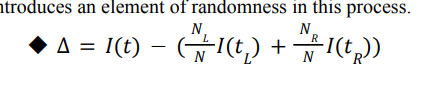 ntroduces an element of randomness in this process.
◆ Δ = I(t) − (N_L/N I(t_L) + N_R/N I(t_R))